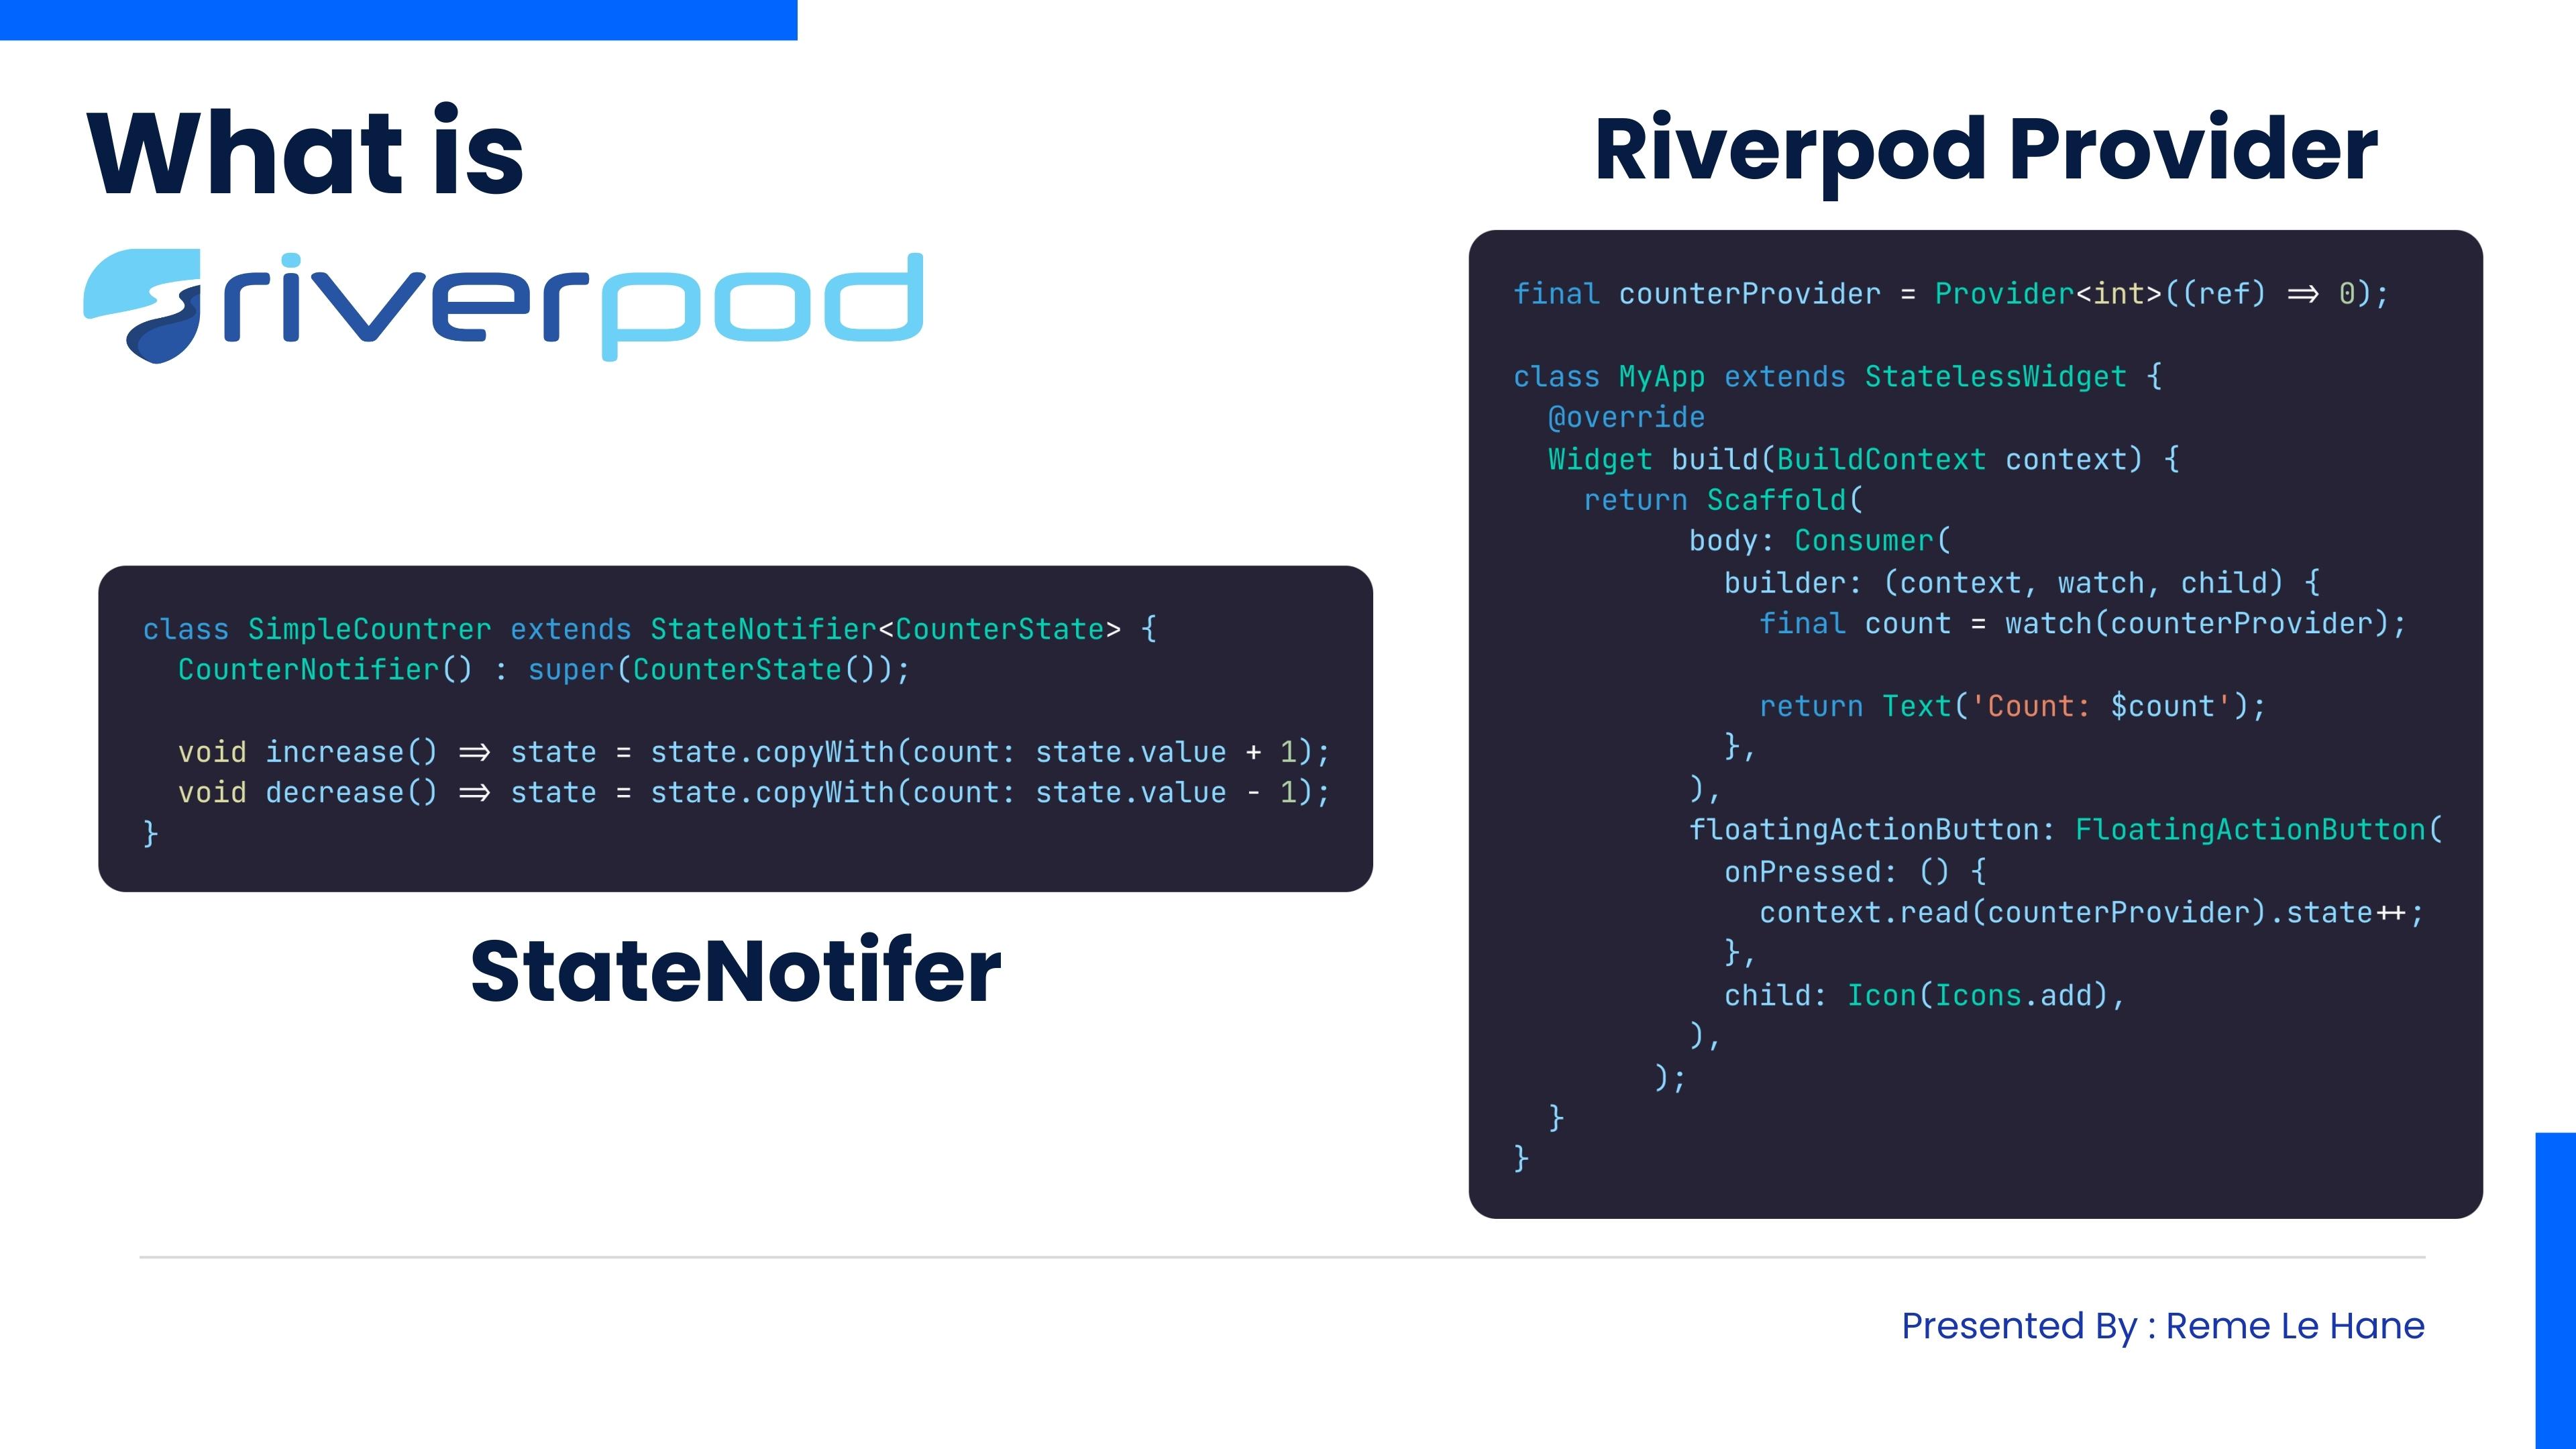 What is
riverpod
class SimpleCountrer extends StateNotifier<CounterState> {
  CounterNotifier() : super(CounterState());

  void increase() => state = state.copyWith(count: state.value + 1);
  void decrease() => state = state.copyWith(count: state.value - 1);
}
StateNotifer
Riverpod Provider
final counterProvider = Provider<int>((ref) => 0);

class MyApp extends StatelessWidget {
  @override
  Widget build(BuildContext context) {
    return Scaffold(
          body: Consumer(
            builder: (context, watch, child) {
              final count = watch(counterProvider);

              return Text('Count: $count');
            },
          ),
          floatingActionButton: FloatingActionButton(
            onPressed: () {
              context.read(counterProvider).state++;
            },
            child: Icon(Icons.add),
          ),
        );
  }
}
Presented By : Reme Le Hane